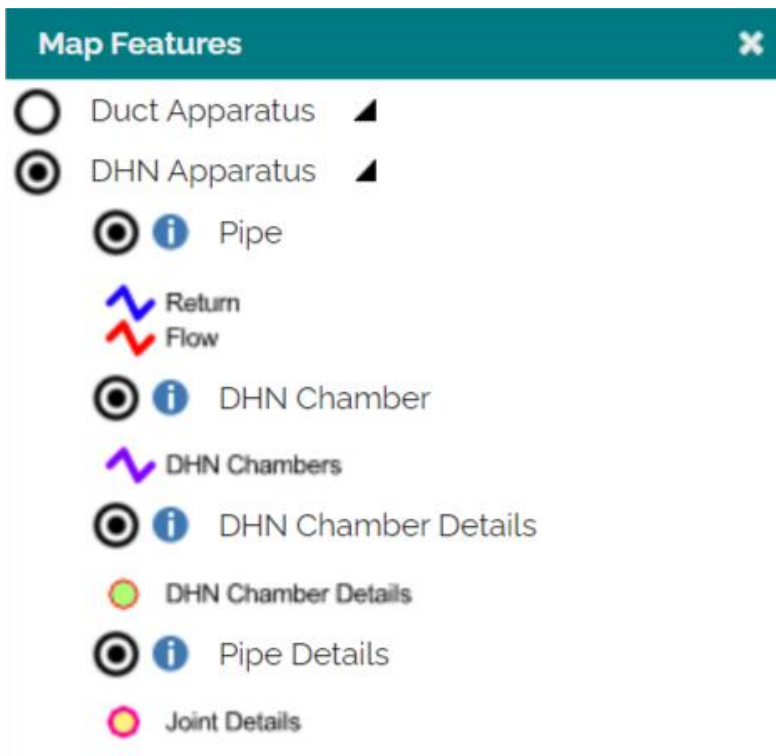 Map Features
Duct Apparatus
DHN Apparatus
Pipe
Return
Flow
DHN Chamber
DHN Chambers
DHN Chamber Details
DHN Chamber Details
Pipe Details
Joint Details